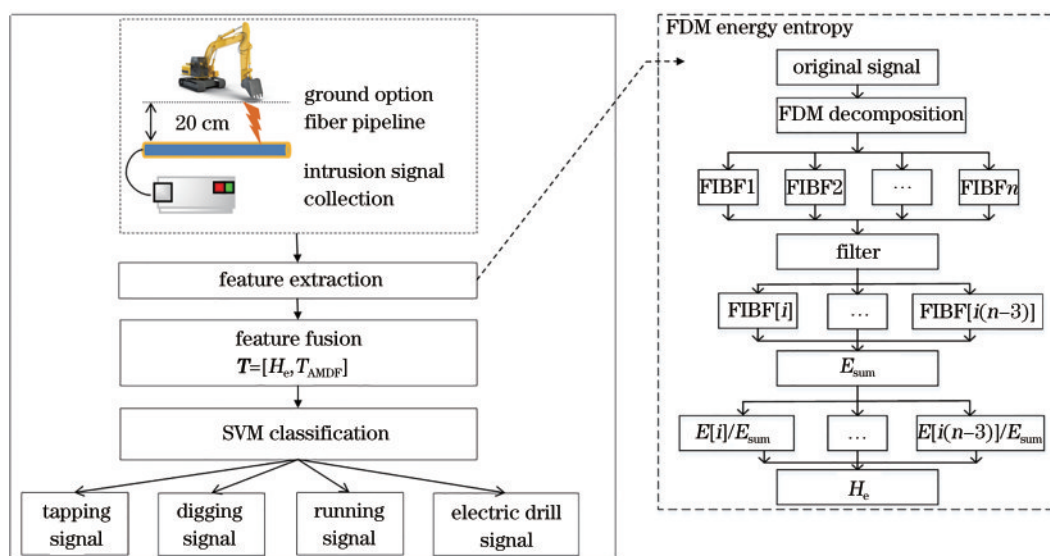 20 cm
ground option
fiber pipeline
intrusion signal
collection
feature extraction
feature fusion
T=[Hₑ,T_AMDF]
SVM classification
tapping
signal
digging
signal
running
signal
electric drill
signal
FDM energy entropy
original signal
FDM decomposition
FIBF1
FIBF2
...
FIBFn
filter
FIBF[i]
...
FIBF[i(n–3)]
E_sum
E[i]/E_sum
...
E[i(n–3)]/E_sum
Hₑ